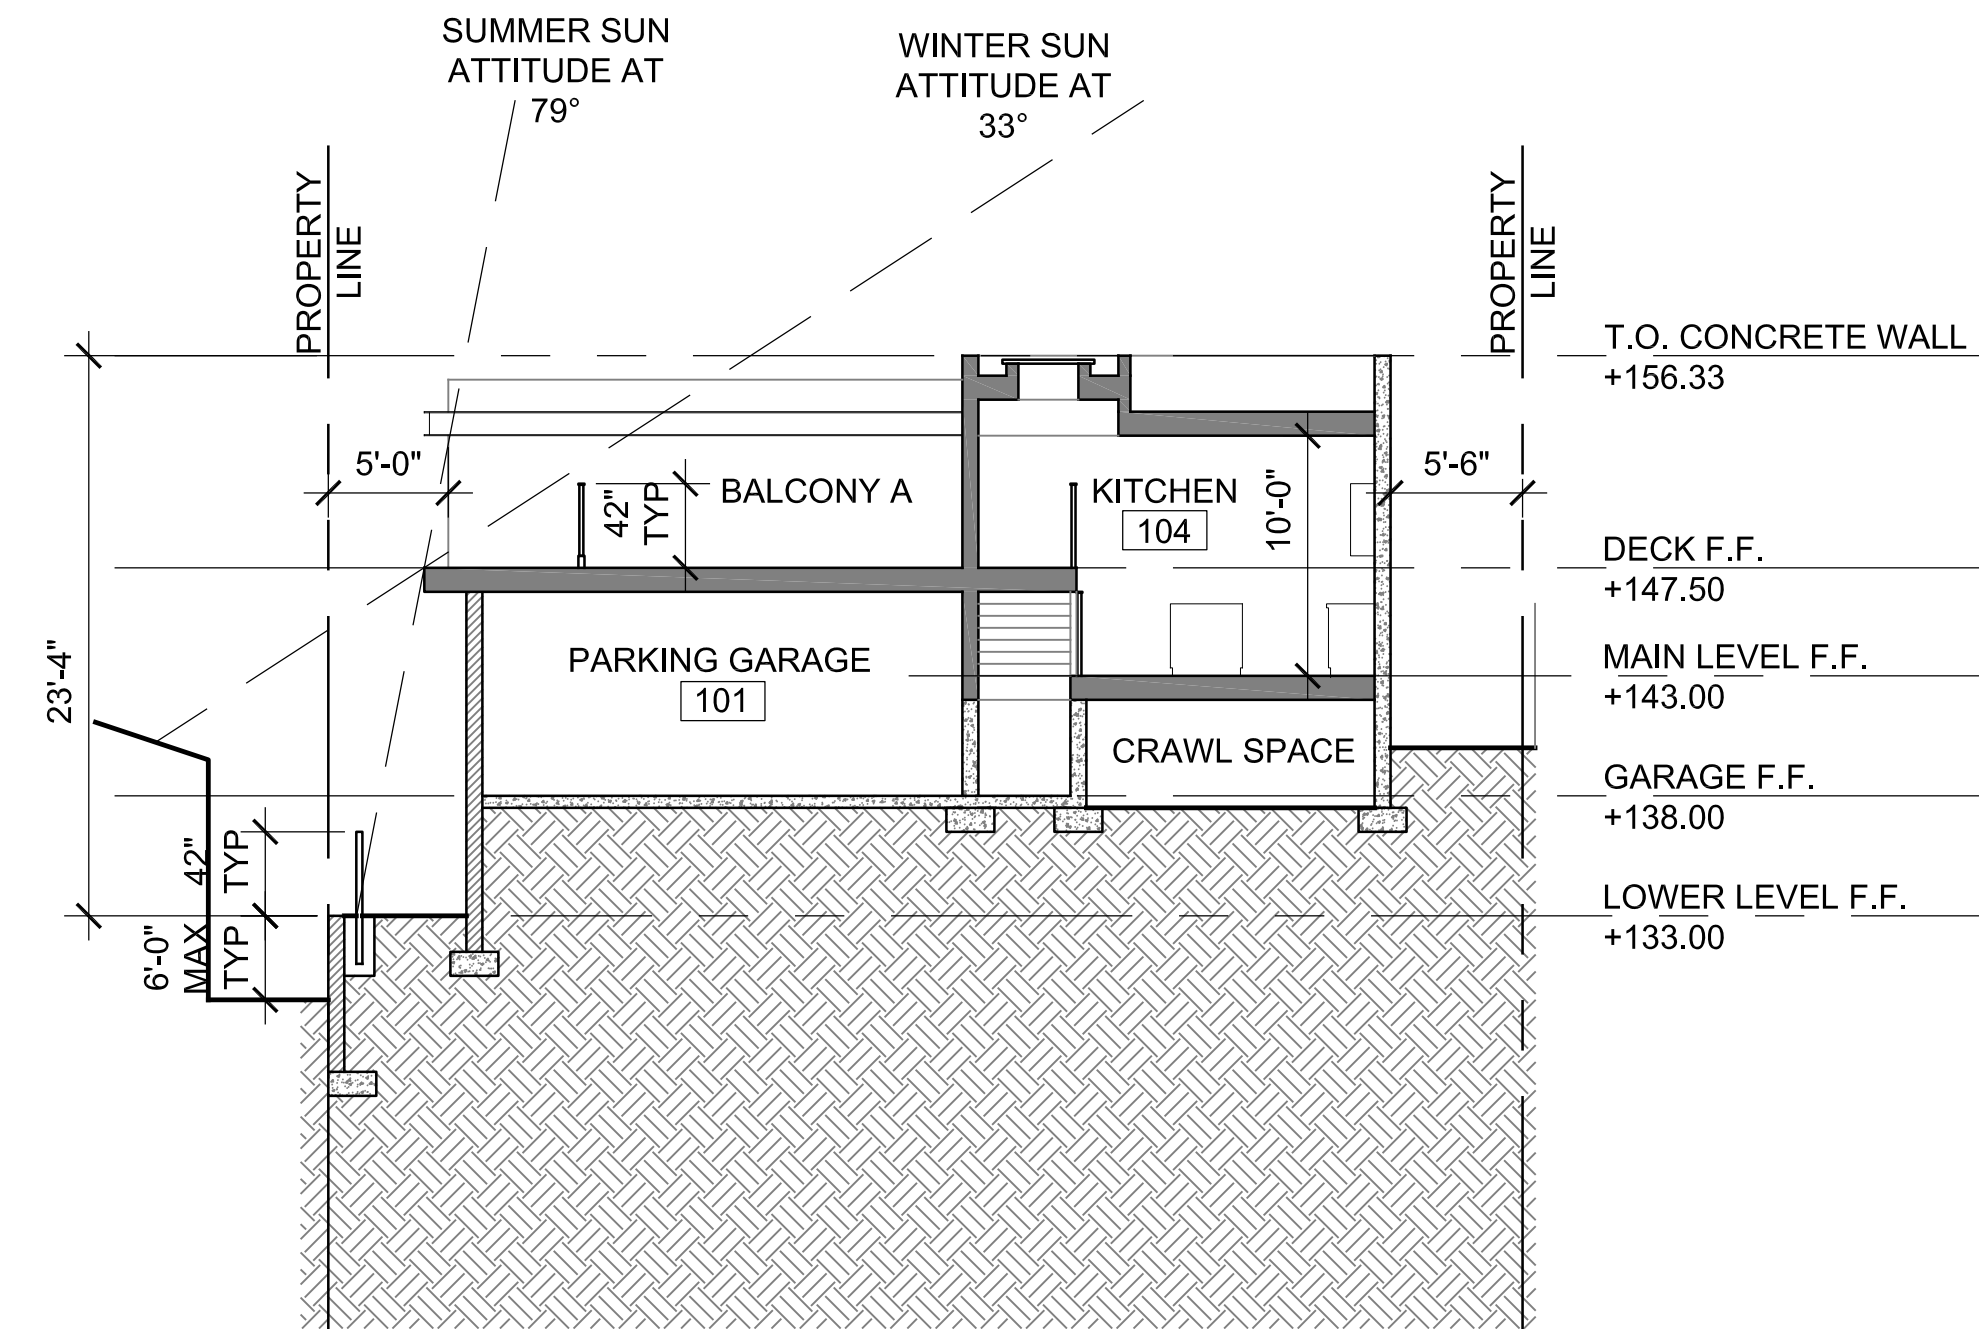 SUMMER SUN
ATTITUDE AT
79°
WINTER SUN
ATTITUDE AT
33°
PROPERTY
LINE
PROPERTY
LINE
T.O. CONCRETE WALL
+156.33
5'-0"
42"
TYP
BALCONY A
KITCHEN
104
10'-0"
5'-6"
DECK F.F.
+147.50
23'-4"
PARKING GARAGE
101
MAIN LEVEL F.F.
+143.00
CRAWL SPACE
GARAGE F.F.
+138.00
42"
TYP
LOWER LEVEL F.F.
+133.00
6'-0"
MAX
TYP